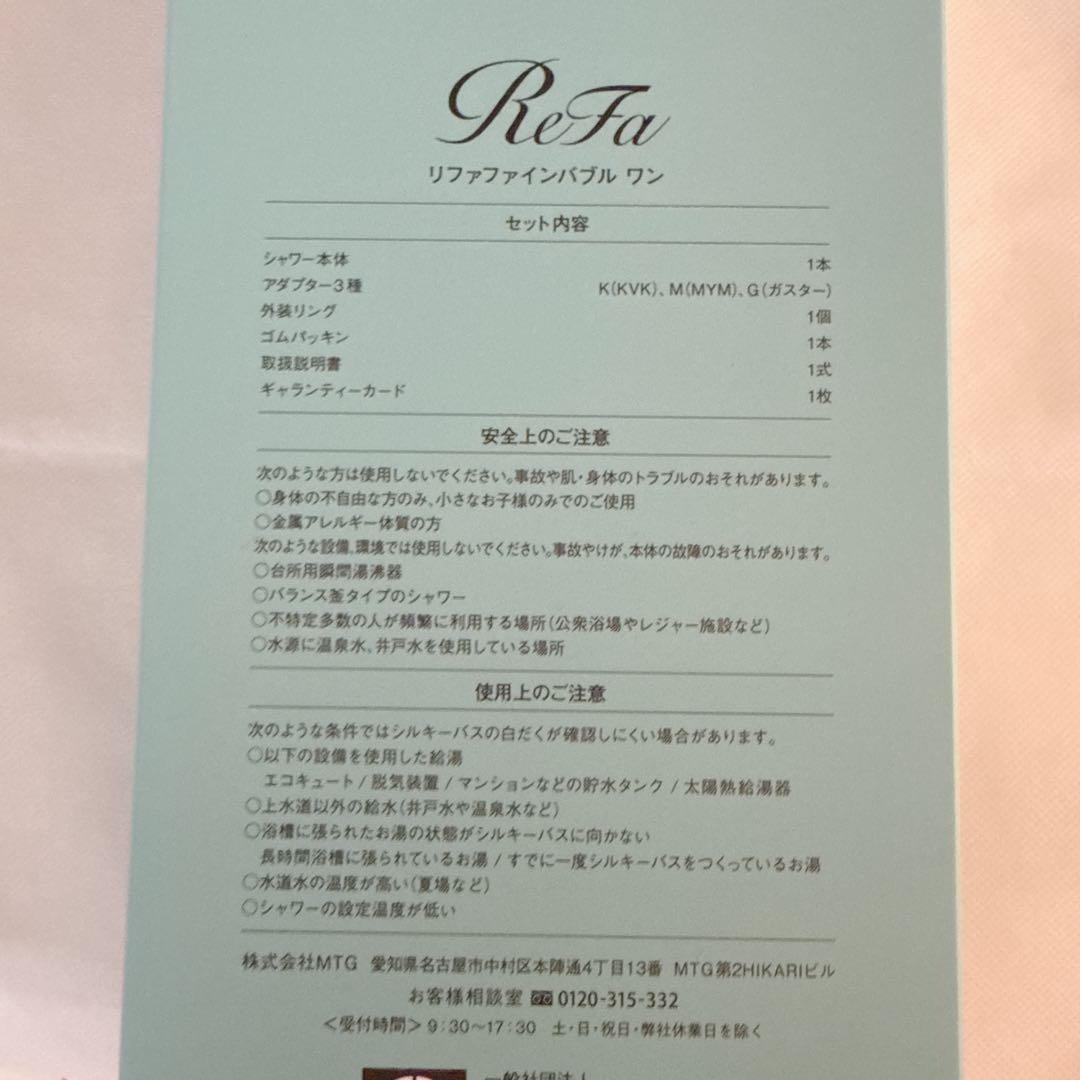 ReFa
リファファインバブル ワン
セット内容
シャワー本体 1本
アダプター3種 K(KVK)、M(MYM)、G(ガスター)
外装リング 1個
ゴムパッキン 1本
取扱説明書 1式
ギャランティーカード 1枚
安全上のご注意
次のような方は使用しないでください。事故や肌・身体のトラブルのおそれがあります。
○身体の不自由な方のみ、小さなお子様のみでのご使用
○金属アレルギー体質の方
次のような設備、環境では使用しないでください。事故やけが、本体の故障のおそれがあります。
○台所用瞬間湯沸器
○バランス釜タイプのシャワー
○不特定多数の人が頻繁に利用する場所(公衆浴場やレジャー施設など)
○水源に温泉水、井戸水を使用している場所
使用上のご注意
次のような条件ではシルキーバスの白だくが確認しにくい場合があります。
○以下の設備を使用した給湯
エコキュート / 脱気装置 / マンションなどの貯水タンク / 太陽熱給湯器
○上水道以外の給水(井戸水や温泉水など)
○浴槽に張られたお湯の状態がシルキーバスに向かない
長時間浴槽に張られているお湯 / すでに一度シルキーバスをつくっているお湯
○水道水の温度が高い(夏場など)
○シャワーの設定温度が低い
株式会社MTG 愛知県名古屋市中村区本陣通4丁目13番 MTG第2HIKARIビル
お客様相談室 0120-315-332
<受付時間> 9:30〜17:30 土・日・祝日・弊社休業日を除く
一般社団法人